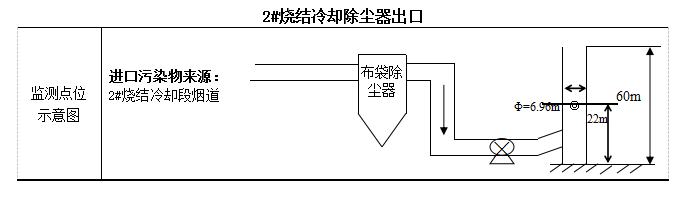 2#烧结冷却除尘器出口
监测点位
示意图
进口污染物来源：
2#烧结冷却段烟道
布袋除
尘器
Φ=6.96m
22m
60m